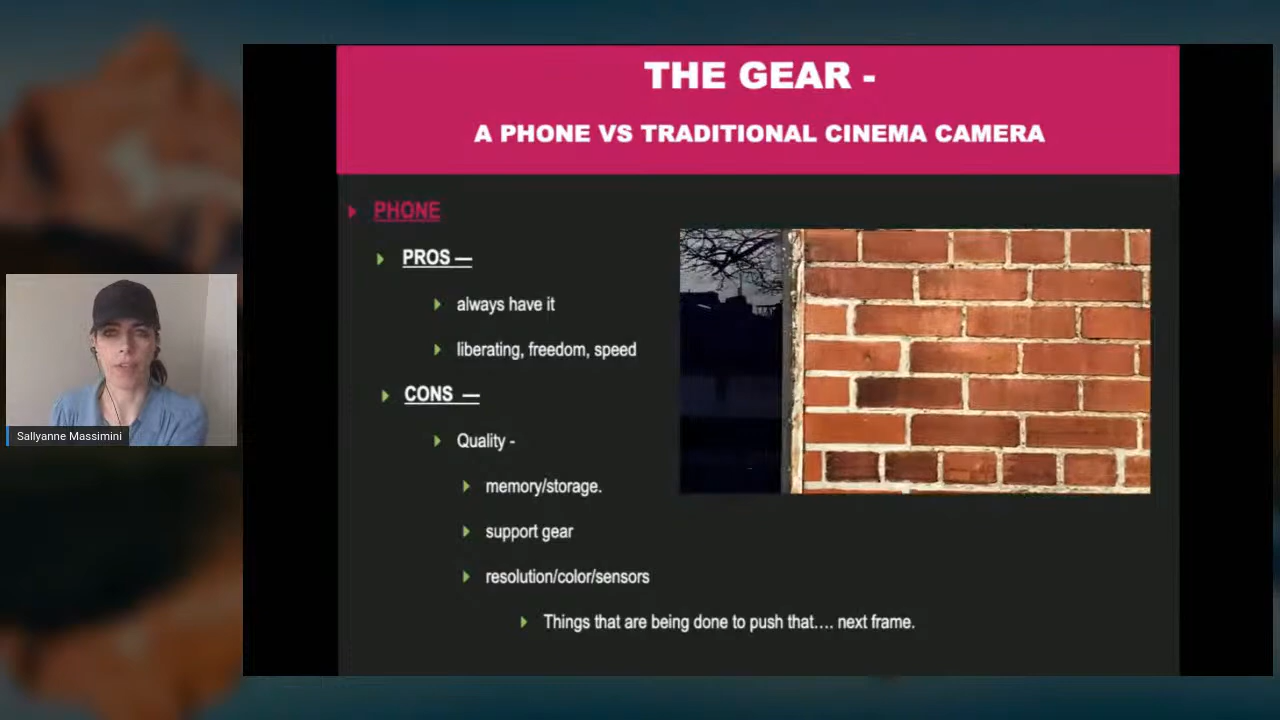 THE GEAR -
A PHONE VS TRADITIONAL CINEMA CAMERA
PHONE
PROS —
always have it
liberating, freedom, speed
CONS —
Quality -
memory/storage.
support gear
resolution/color/sensors
Things that are being done to push that…. next frame.
Sallyanne Massimini